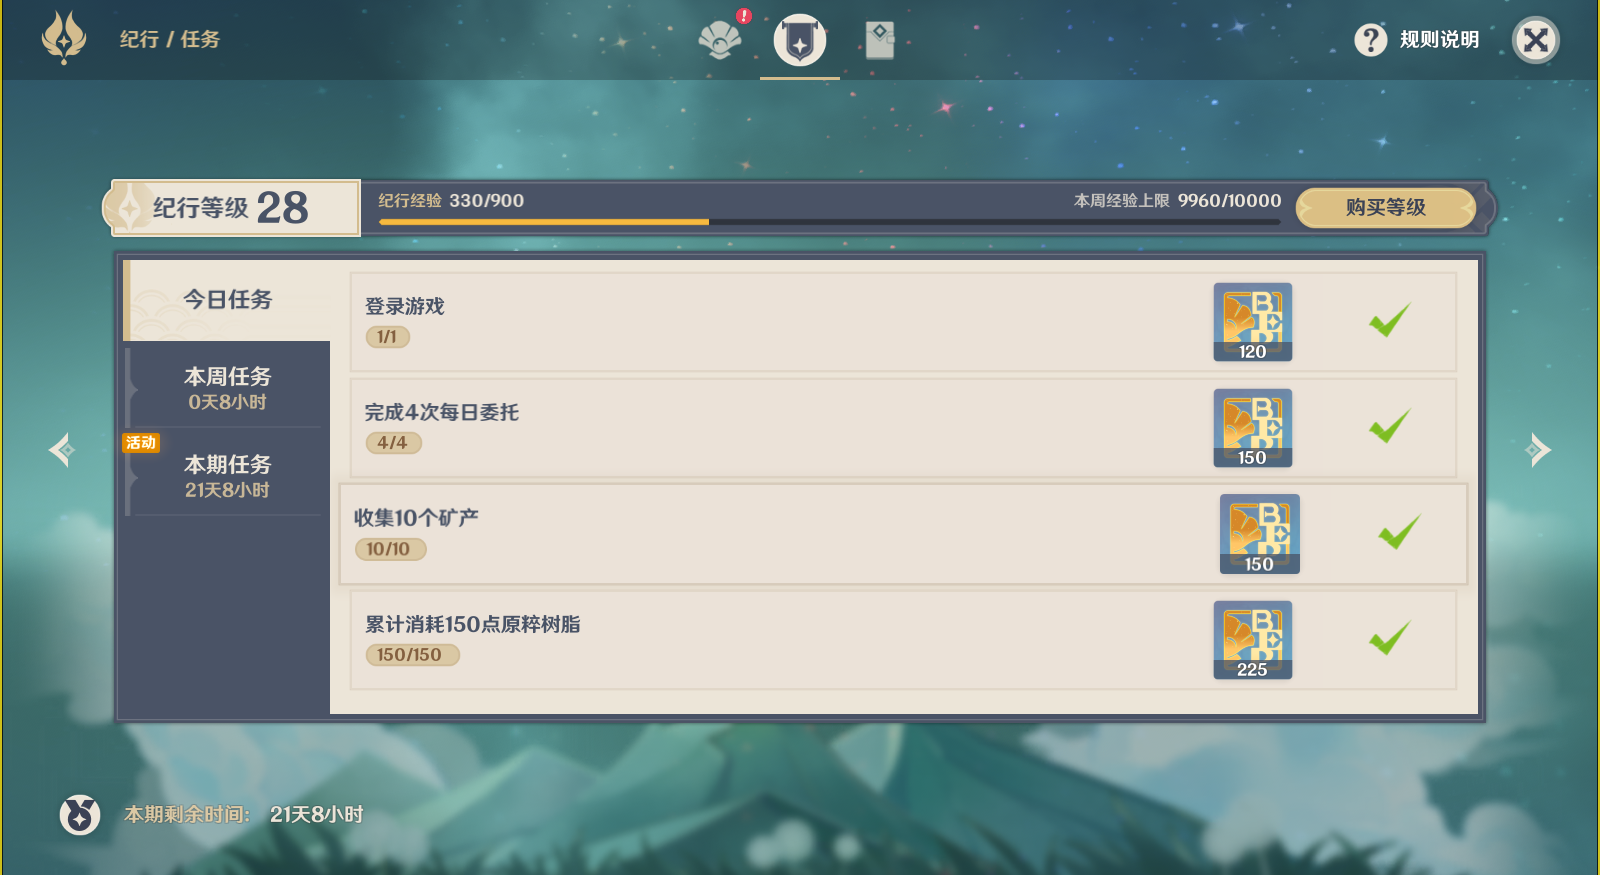 纪行 / 任务
!
?
规则说明
纪行等级 28
纪行经验 330/900
本周经验上限 9960/10000
购买等级
今日任务
本周任务
0天8小时
活动
本期任务
21天8小时
登录游戏
1/1
120
完成4次每日委托
4/4
150
收集10个矿产
10/10
150
累计消耗150点原粹树脂
150/150
225
本期剩余时间: 21天8小时